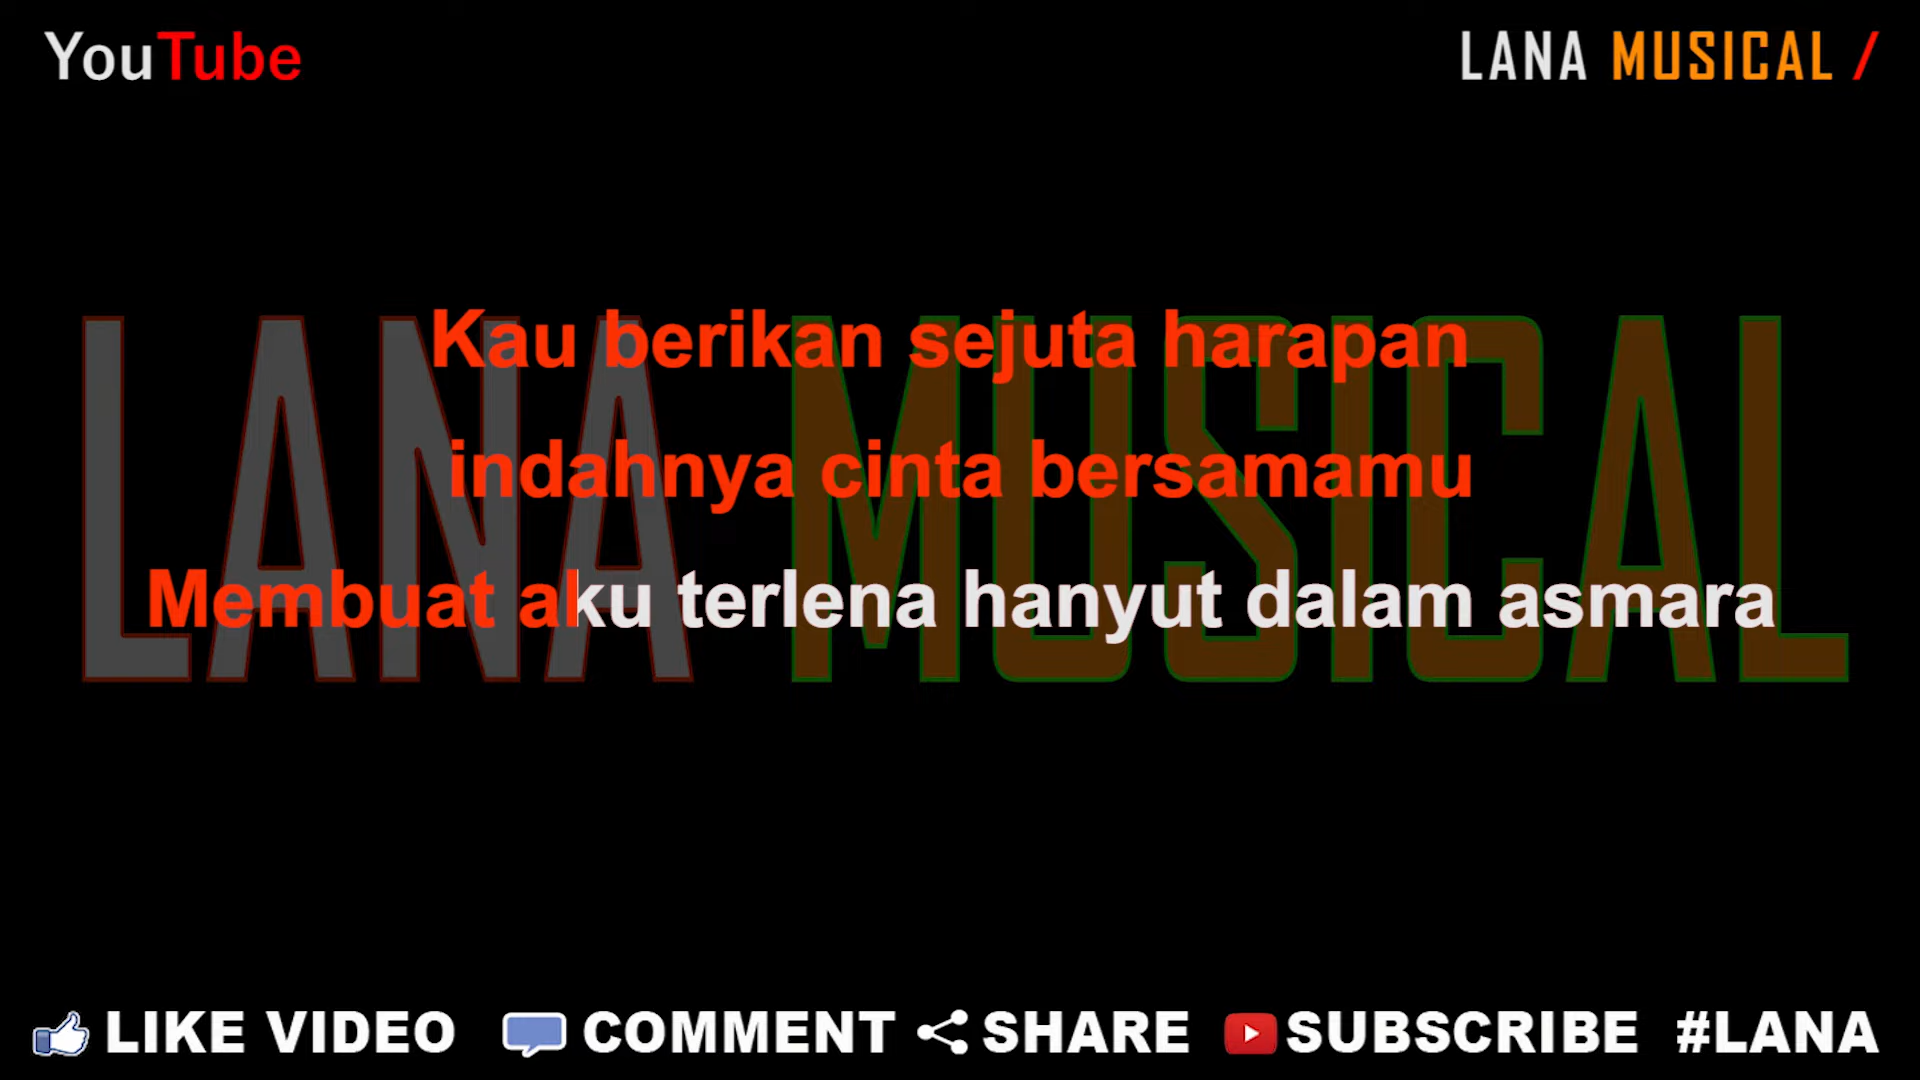 YouTube
LANA MUSICAL /
LANA MUSICAL
Kau berikan sejuta harapan
indahnya cinta bersamamu
Membuat aku terlena hanyut dalam asmara
LIKE VIDEO COMMENT SHARE SUBSCRIBE #LANA